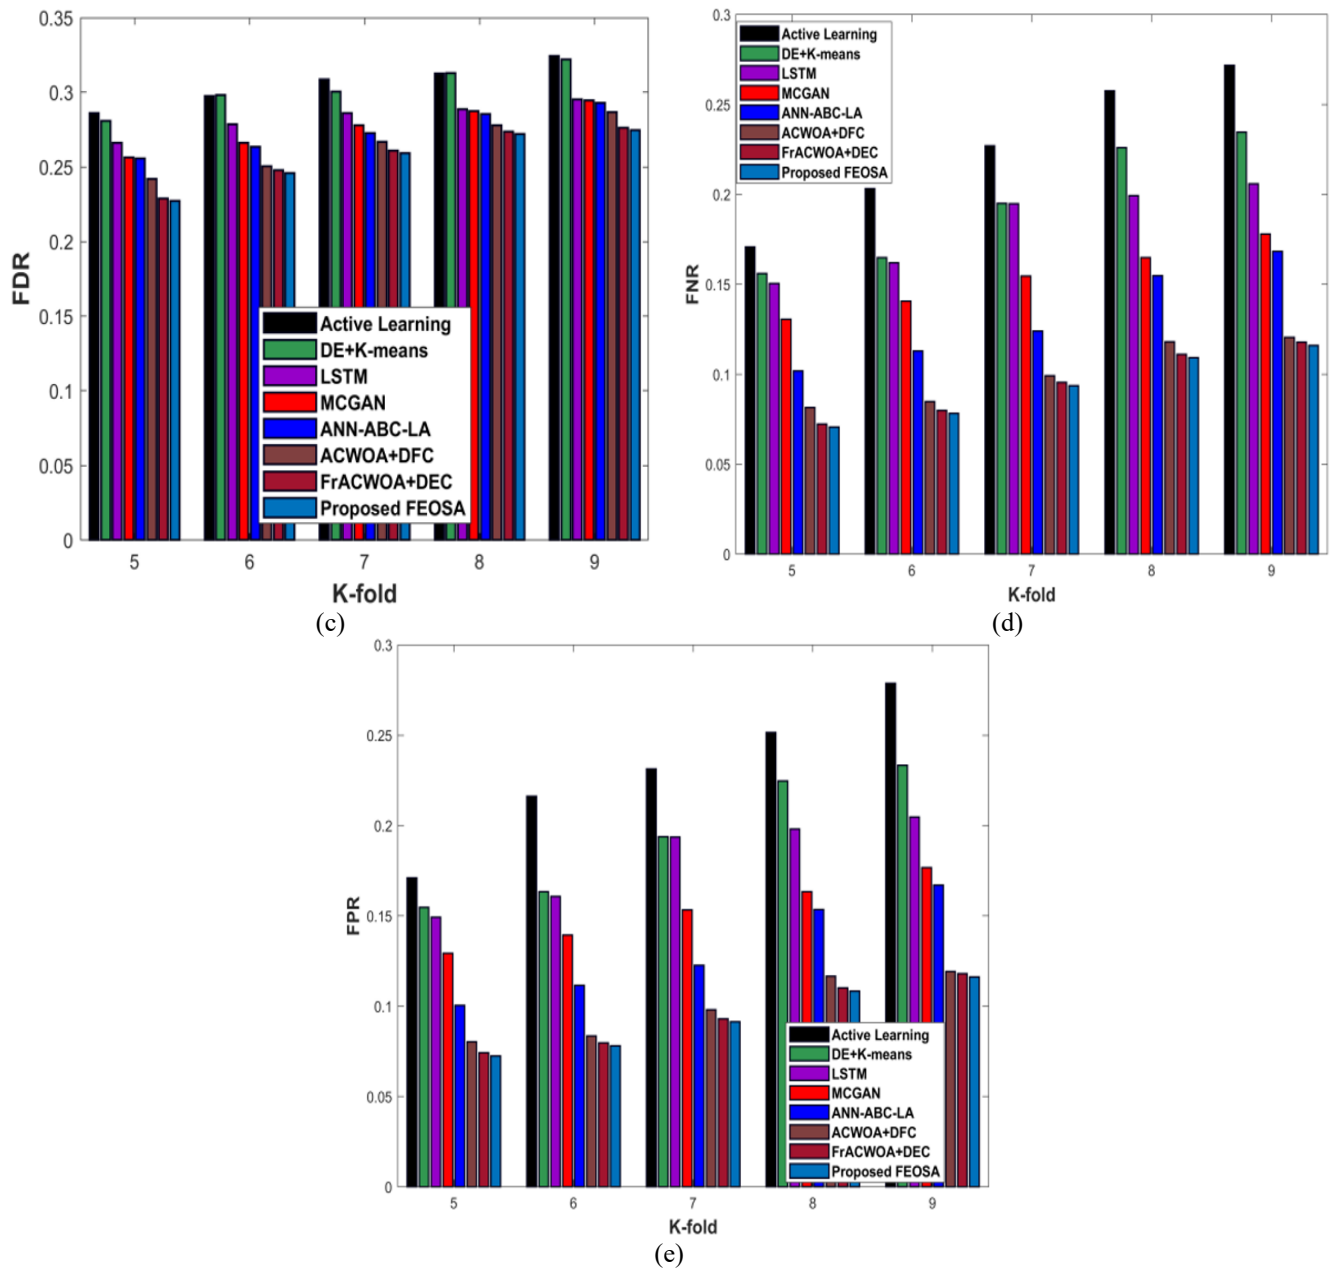 0.35
0.3
0.25
0.2
0.15
0.1
0.05
0
FDR
Active Learning
DE+K-means
LSTM
MCGAN
ANN-ABC-LA
ACWOA+DFC
FrACWOA+DEC
Proposed FEOSA
5 6 7 8 9
K-fold
(c)
0.3
0.25
0.2
0.15
0.1
0.05
0
FNR
Active Learning
DE+K-means
LSTM
MCGAN
ANN-ABC-LA
ACWOA+DFC
FrACWOA+DEC
Proposed FEOSA
5 6 7 8 9
K-fold
(d)
0.3
0.25
0.2
0.15
0.1
0.05
0
FPR
Active Learning
DE+K-means
LSTM
MCGAN
ANN-ABC-LA
ACWOA+DFC
FrACWOA+DEC
Proposed FEOSA
5 6 7 8 9
K-fold
(e)